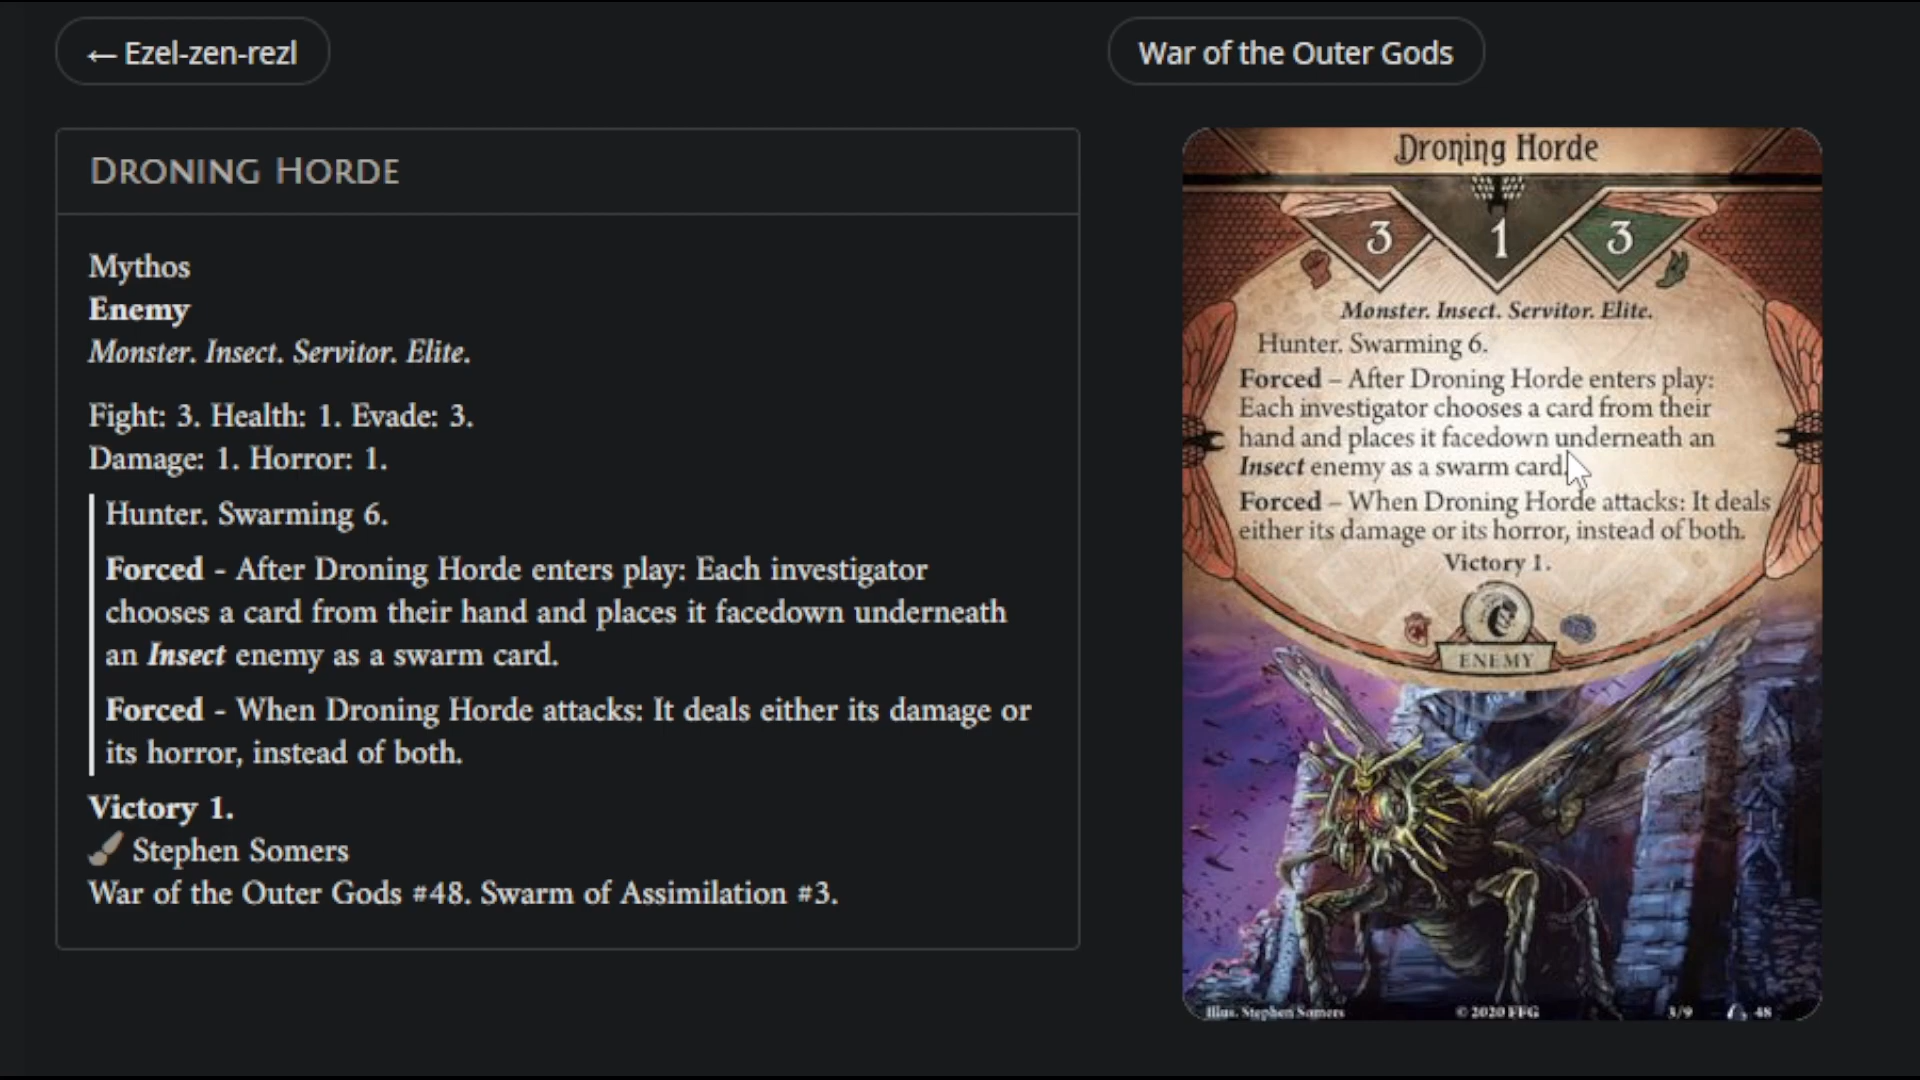 ← Ezel-zen-rezl
War of the Outer Gods
DRONING HORDE
Mythos
Enemy
Monster. Insect. Servitor. Elite.
Fight: 3. Health: 1. Evade: 3.
Damage: 1. Horror: 1.
Hunter. Swarming 6.
Forced - After Droning Horde enters play: Each investigator
chooses a card from their hand and places it facedown underneath
an Insect enemy as a swarm card.
Forced - When Droning Horde attacks: It deals either its damage or
its horror, instead of both.
Victory 1.
Stephen Somers
War of the Outer Gods #48. Swarm of Assimilation #3.
Droning Horde
3 1 3
Monster. Insect. Servitor. Elite.
Hunter. Swarming 6.
Forced – After Droning Horde enters play:
Each investigator chooses a card from their
hand and places it facedown underneath an
Insect enemy as a swarm card.
Forced – When Droning Horde attacks: It deals
either its damage or its horror, instead of both.
Victory 1.
ENEMY
Illus. Stephen Somers © 2020 FFG 3/9 48